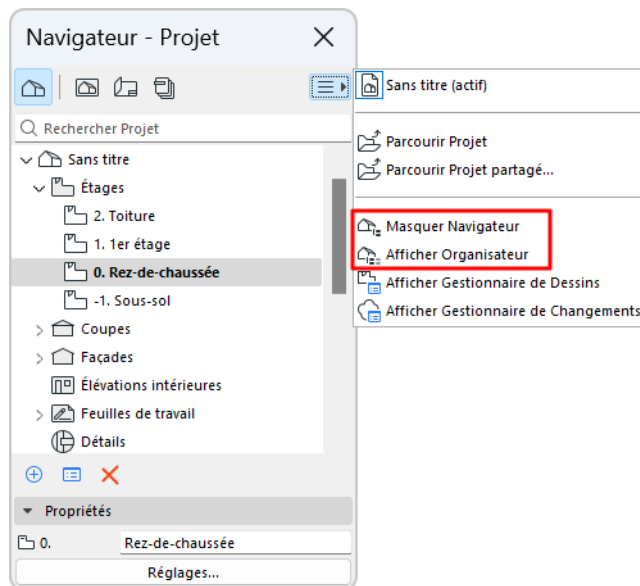 Navigateur - Projet
Rechercher Projet
Sans titre
Étages
2. Toiture
1. 1er étage
0. Rez-de-chaussée
-1. Sous-sol
Coupes
Façades
Élévations intérieures
Feuilles de travail
Détails
Propriétés
0. Rez-de-chaussée
Réglages...
Sans titre (actif)
Parcourir Projet
Parcourir Projet partagé...
Masquer Navigateur
Afficher Organisateur
Afficher Gestionnaire de Dessins
Afficher Gestionnaire de Changements